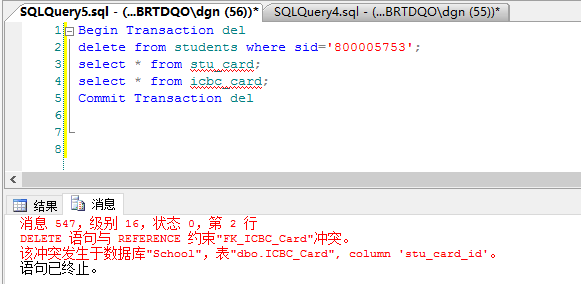 SQLQuery5.sql - (...BRTDQO\dgn (56))* SQLQuery4.sql - (...BRTDQO\dgn (55))*
1 Begin Transaction del
2 delete from students where sid='800005753';
3 select * from stu_card;
4 select * from icbc_card;
5 Commit Transaction del
6
7
8
结果 消息
消息 547，级别 16，状态 0，第 2 行
DELETE 语句与 REFERENCE 约束"FK_ICBC_Card"冲突。
该冲突发生于数据库"School"，表"dbo.ICBC_Card", column 'stu_card_id'。
语句已终止。